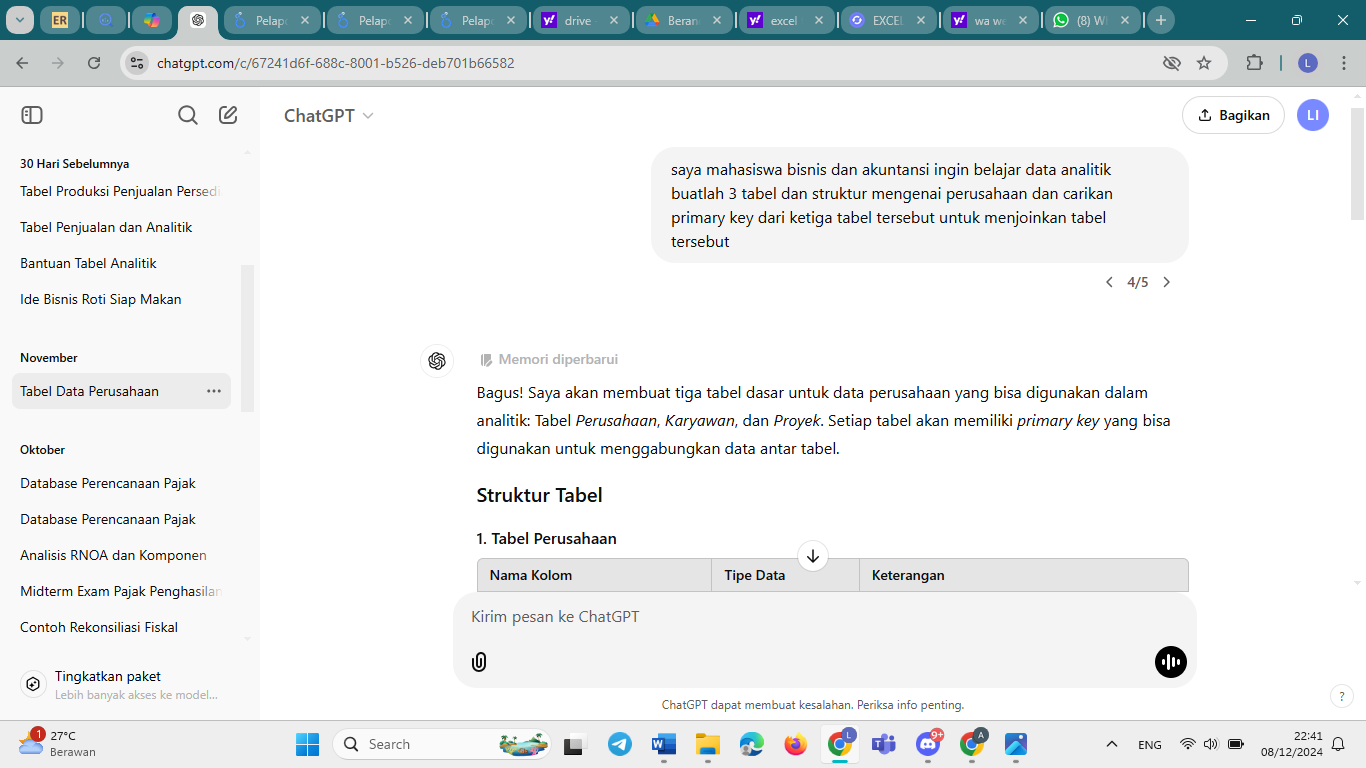 ER
Pelapo
Pelapo
Pelapo
drive
Beran
excel
EXCEL
wa we
(8) W
chatgpt.com/c/67241d6f-688c-8001-b526-deb701b66582
L
ChatGPT
Bagikan
LI
30 Hari Sebelumnya
Tabel Produksi Penjualan Persedi
Tabel Penjualan dan Analitik
Bantuan Tabel Analitik
Ide Bisnis Roti Siap Makan
November
Tabel Data Perusahaan
Oktober
Database Perencanaan Pajak
Database Perencanaan Pajak
Analisis RNOA dan Komponen
Midterm Exam Pajak Penghasilan
Contoh Rekonsiliasi Fiskal
Tingkatkan paket
Lebih banyak akses ke model...
saya mahasiswa bisnis dan akuntansi ingin belajar data analitik
buatlah 3 tabel dan struktur mengenai perusahaan dan carikan
primary key dari ketiga tabel tersebut untuk menjoinkan tabel
tersebut
4/5
Memori diperbarui
Bagus! Saya akan membuat tiga tabel dasar untuk data perusahaan yang bisa digunakan dalam
analitik: Tabel Perusahaan, Karyawan, dan Proyek. Setiap tabel akan memiliki primary key yang bisa
digunakan untuk menggabungkan data antar tabel.
Struktur Tabel
1. Tabel Perusahaan
Nama Kolom Tipe Data Keterangan
Kirim pesan ke ChatGPT
ChatGPT dapat membuat kesalahan. Periksa info penting.
?
1
27°C
Berawan
Search
L
9+
A
ENG
22:41
08/12/2024